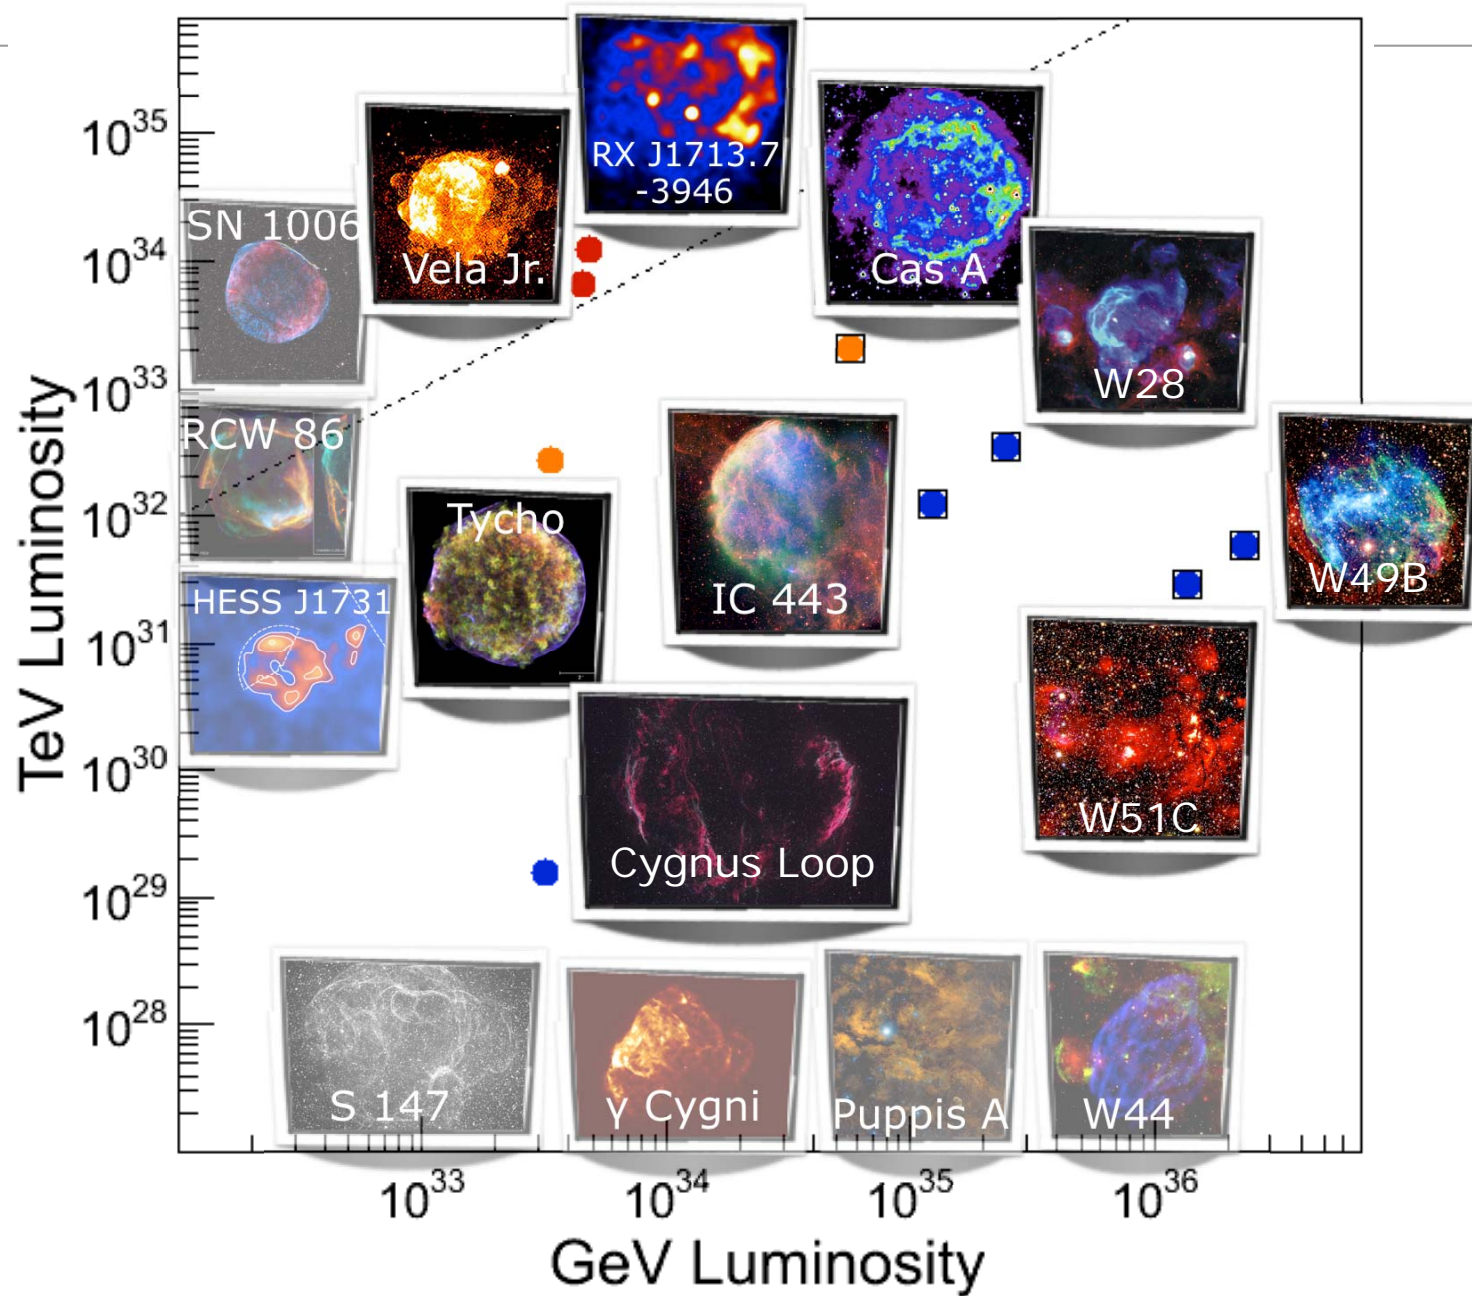 RX J1713.7
-3946
SN 1006
Vela Jr.
Cas A
W28
RCW 86
Tycho
IC 443
W49B
HESS J1731
Cygnus Loop
W51C
S 147
γ Cygni
Puppis A
W44
TeV Luminosity
10^35
10^34
10^33
10^32
10^31
10^30
10^29
10^28
10^33
10^34
10^35
10^36
GeV Luminosity